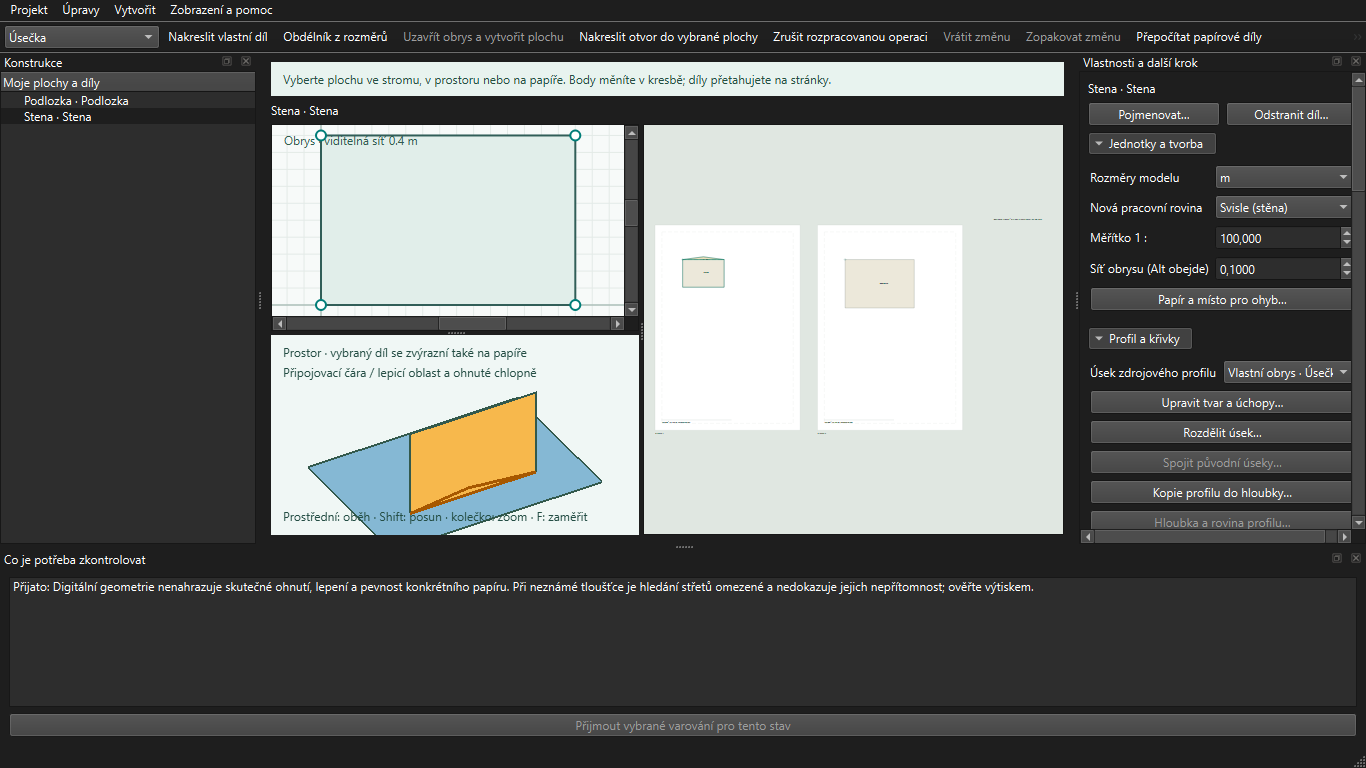 Projekt Úpravy Vytvořit Zobrazení a pomoc
Úsečka Nakreslit vlastní díl Obdélník z rozměrů Uzavřít obrys a vytvořit plochu Nakreslit otvor do vybrané plochy Zrušit rozpracovanou operaci Vrátit změnu Zopakovat změnu Přepočítat papírové díly
Konstrukce
Moje plochy a díly
Podlozka · Podlozka
Stena · Stena
Vyberte plochu ve stromu, v prostoru nebo na papíře. Body měníte v kresbě; díly přetahujete na stránky.
Stena · Stena
Obrys · viditelná síť 0.4 m
Prostor · vybraný díl se zvýrazní také na papíře
Připojovací čára / lepicí oblast a ohnuté chlopně
Prostřední: oběh · Shift: posun · kolečko: zoom · F: zaměřit
Vlastnosti a další krok
Stena · Stena
Pojmenovat... Odstranit díl...
Jednotky a tvorba
Rozměry modelu m
Nová pracovní rovina Svisle (stěna)
Měřítko 1 : 100,000
Síť obrysu (Alt obejde) 0,1000
Papír a místo pro ohyb...
Profil a křivky
Úsek zdrojového profilu Vlastní obrys · Úseč
Upravit tvar a úchopy...
Rozdělit úsek...
Spojit původní úseky...
Kopie profilu do hloubky...
Hloubka a rovina profilu...
Co je potřeba zkontrolovat
Přijato: Digitální geometrie nenahrazuje skutečné ohnutí, lepení a pevnost konkrétního papíru. Při neznámé tloušťce je hledání střetů omezené a nedokazuje jejich nepřítomnost; ověřte výtiskem.
Přijmout vybrané varování pro tento stav